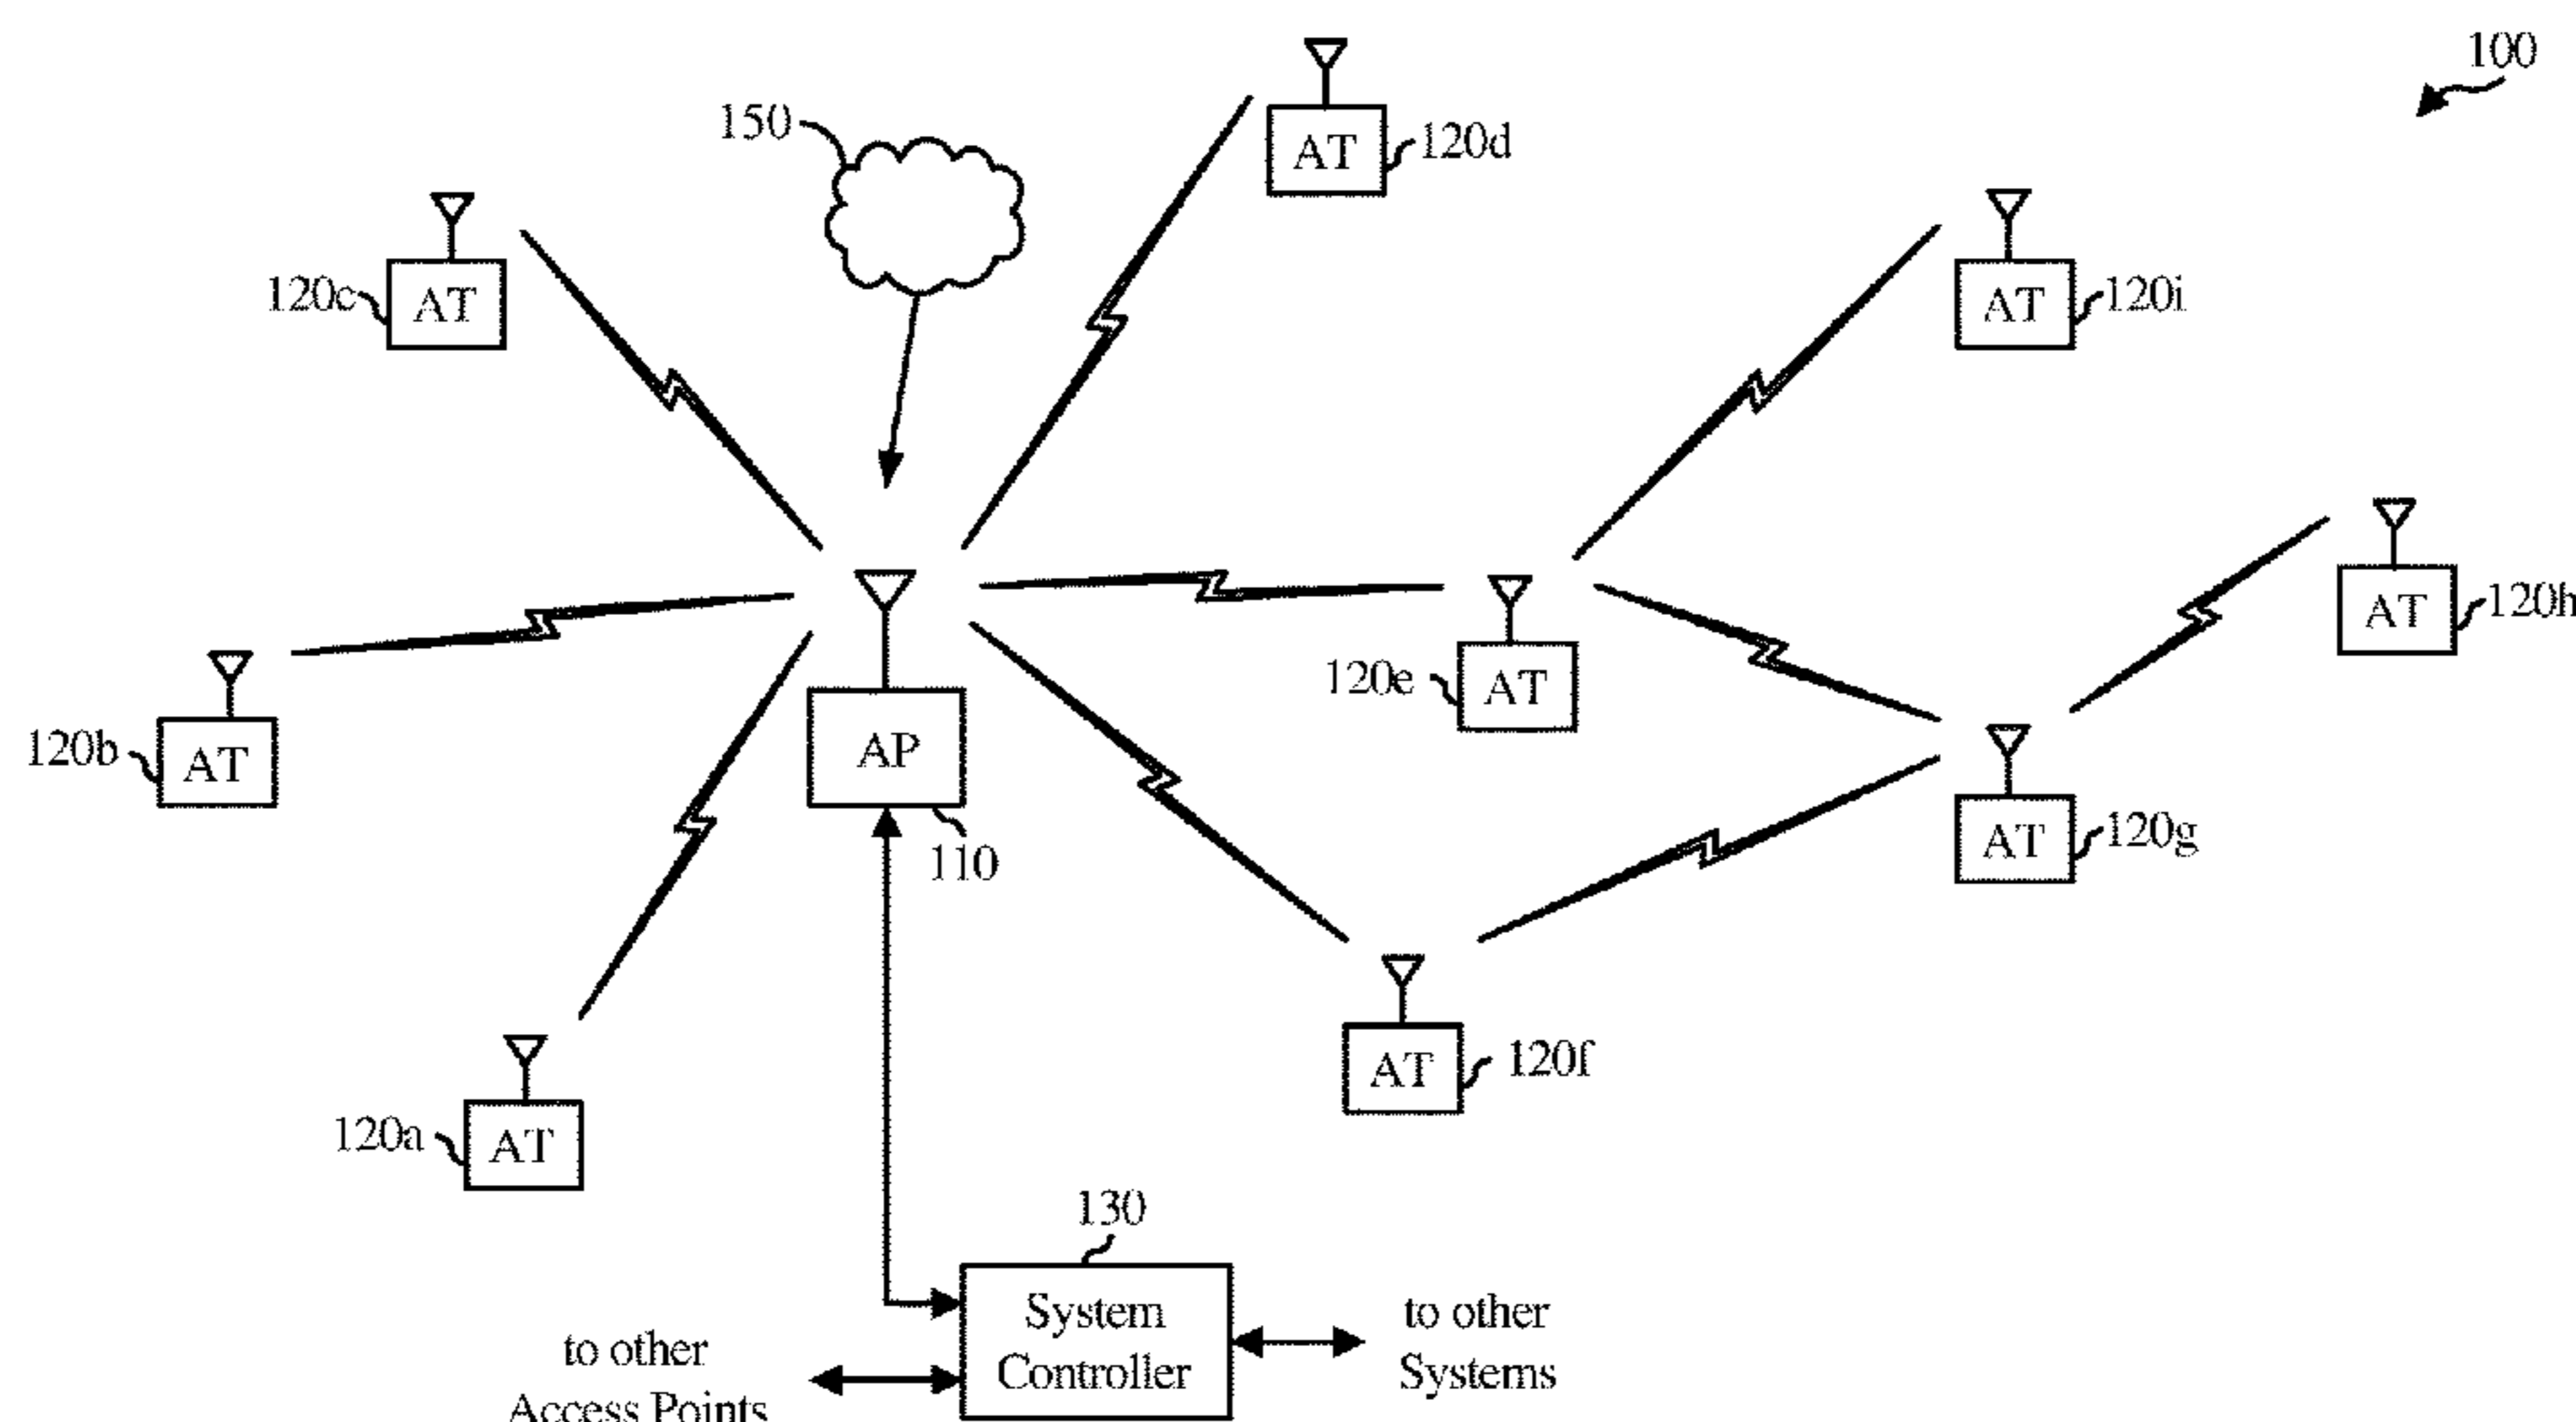 100
150
AT
120d
AT
120c
AT
120i
AT
120h
120e
AT
120b
AT
AP
110
AT
120g
AT
120f
120a
AT
130
System
Controller
to other
Systems
to other
Access Points